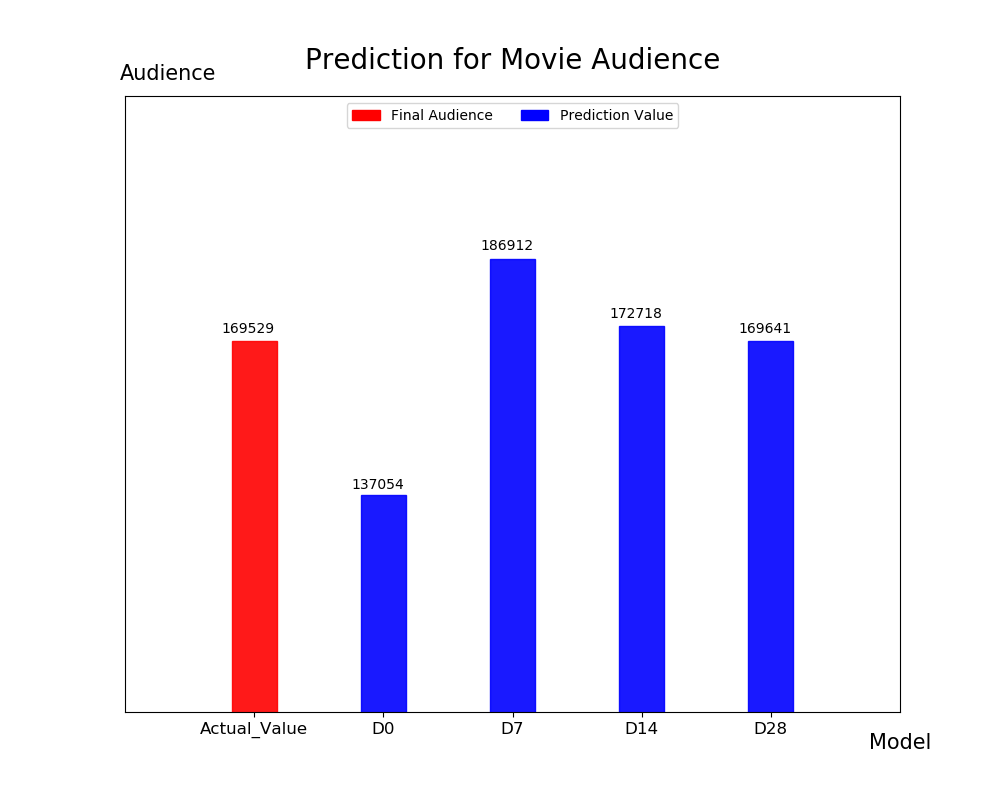 Prediction for Movie Audience
Audience
Final Audience Prediction Value
186912
172718
169529
169641
137054
Actual_Value D0 D7 D14 D28
Model